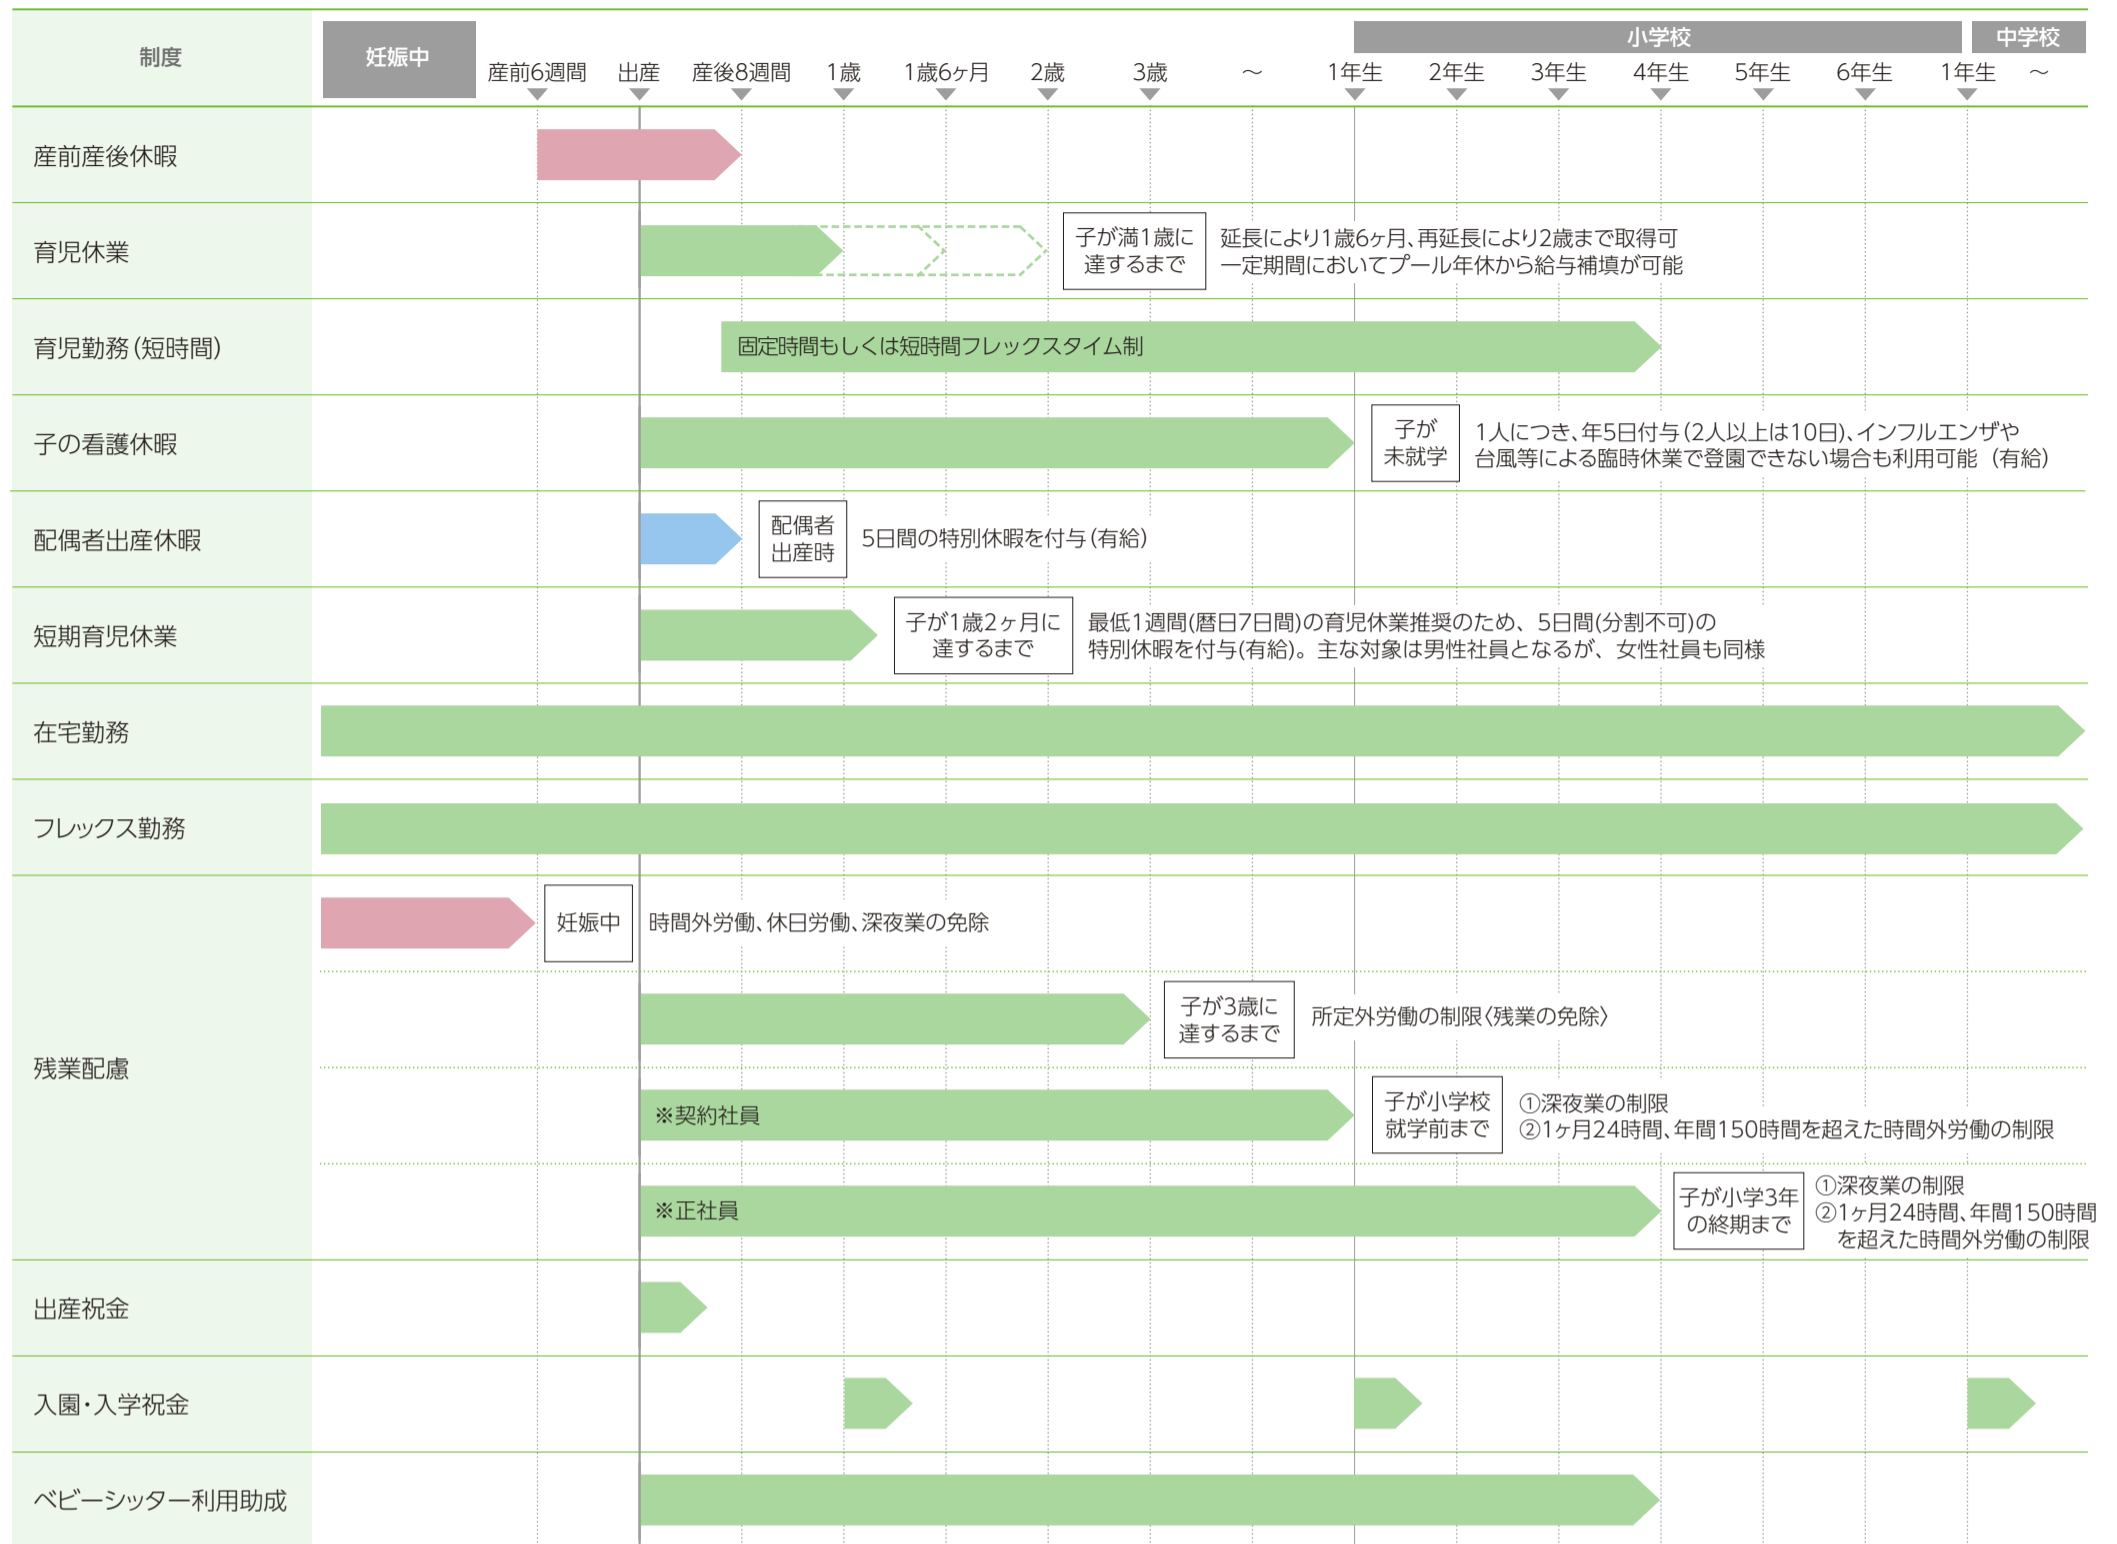 制度
妊娠中
産前6週間
出産
産後8週間
1歳
1歳6ヶ月
2歳
3歳
～
小学校
1年生
2年生
3年生
4年生
5年生
6年生
中学校
1年生
～
産前産後休暇
育児休業
子が満1歳に
達するまで
延長により1歳6ヶ月、再延長により2歳まで取得可
一定期間においてプール年休から給与補填が可能
育児勤務(短時間)
固定時間もしくは短時間フレックスタイム制
子の看護休暇
子が
未就学
1人につき、年5日付与(2人以上は10日)、インフルエンザや
台風等による臨時休業で登園できない場合も利用可能（有給）
配偶者出産休暇
配偶者
出産時
5日間の特別休暇を付与(有給)
短期育児休業
子が1歳2ヶ月に
達するまで
最低1週間(暦日7日間)の育児休業推奨のため、5日間(分割不可)の
特別休暇を付与(有給)。主な対象は男性社員となるが、女性社員も同様
在宅勤務
フレックス勤務
残業配慮
妊娠中
時間外労働、休日労働、深夜業の免除
子が3歳に
達するまで
所定外労働の制限〈残業の免除〉
※契約社員
子が小学校
就学前まで
①深夜業の制限
②1ヶ月24時間、年間150時間を超えた時間外労働の制限
※正社員
子が小学3年
の終期まで
①深夜業の制限
②1ヶ月24時間、年間150時間
を超えた時間外労働の制限
出産祝金
入園・入学祝金
ベビーシッター利用助成